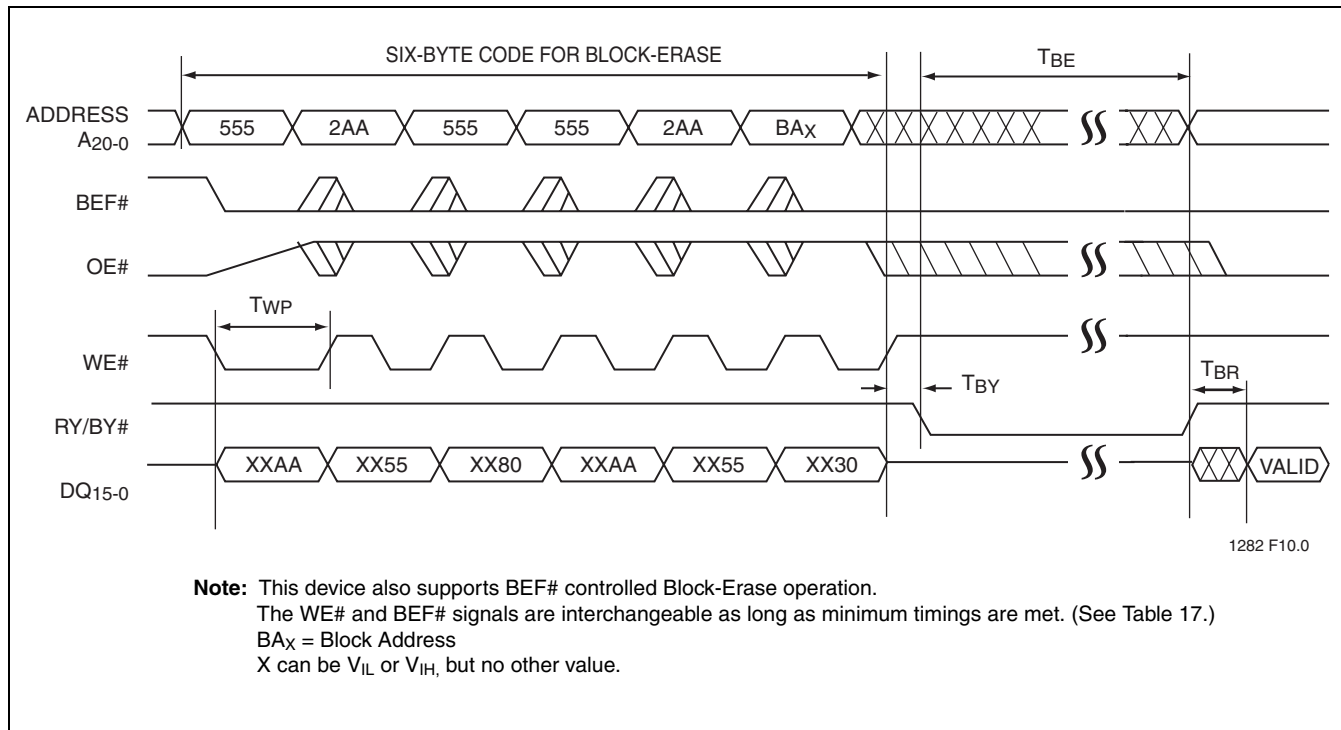 SIX-BYTE CODE FOR BLOCK-ERASE
TBE
ADDRESS
A20-0
555
2AA
555
555
2AA
BAX
BEF#
OE#
TWP
WE#
TBY
TBR
RY/BY#
XXAA
XX55
XX80
XXAA
XX55
XX30
VALID
DQ15-0
1282 F10.0
Note: This device also supports BEF# controlled Block-Erase operation.
The WE# and BEF# signals are interchangeable as long as minimum timings are met. (See Table 17.)
BAX = Block Address
X can be VIL or VIH, but no other value.